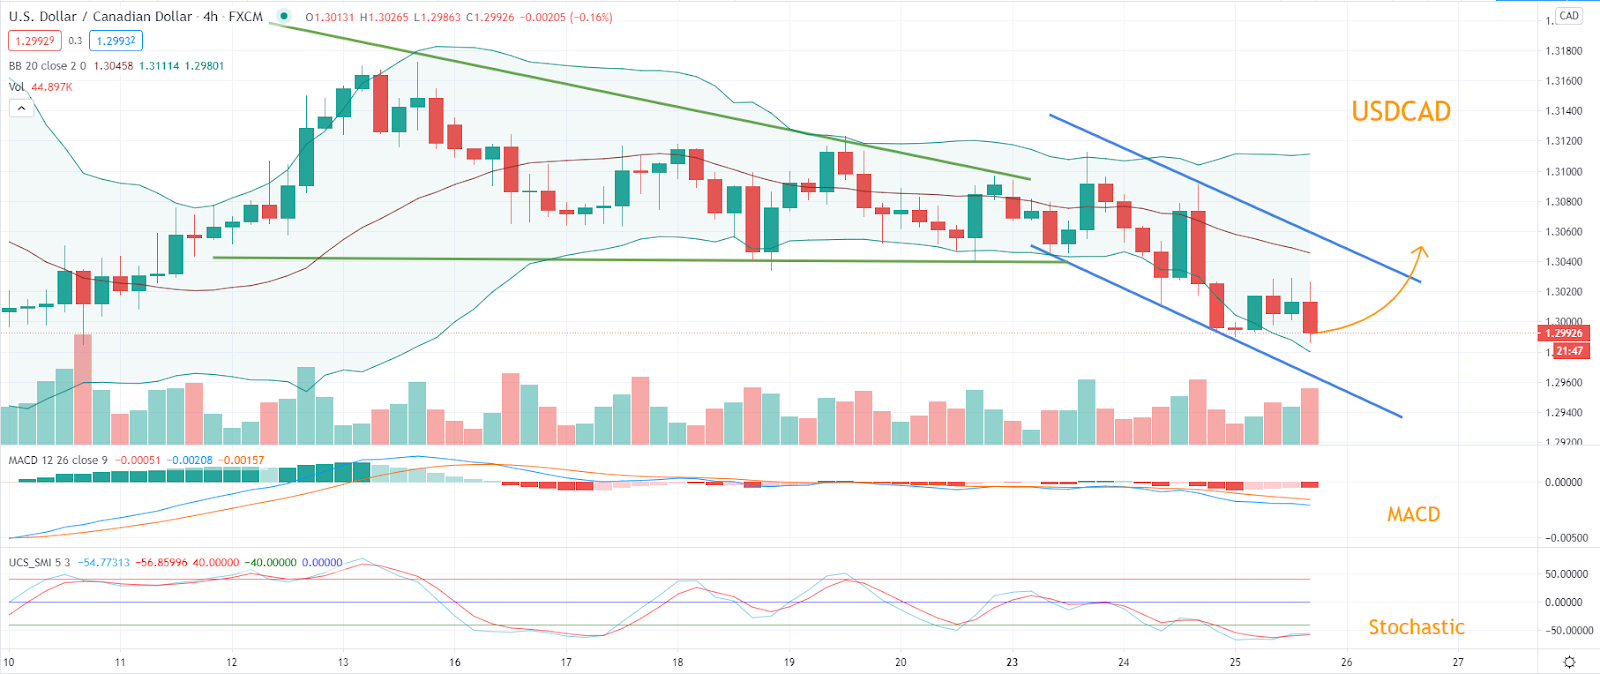 U.S. Dollar / Canadian Dollar · 4h · FXCM O1.30131 H1.30265 L1.29863 C1.29926 −0.00205 (−0.16%)
1.29929 0.3 1.29932
BB 20 close 2 0 1.30458 1.31114 1.29801
Vol 44.897K
CAD
1.31800
1.31600
1.31400
1.31200
1.31000
1.30800
1.30600
1.30400
1.30200
1.30000
1.29926
21:47
1.29600
1.29400
1.29200
USDCAD
MACD 12 26 close 9 −0.00051 −0.00208 −0.00157
0.00000
−0.00500
MACD
UCS_SMI 5 3 −54.77313 −56.85996 40.00000 −40.00000 0.00000
50.00000
0.00000
−50.00000
Stochastic
10 11 12 13 16 17 18 19 20 23 24 25 26 27